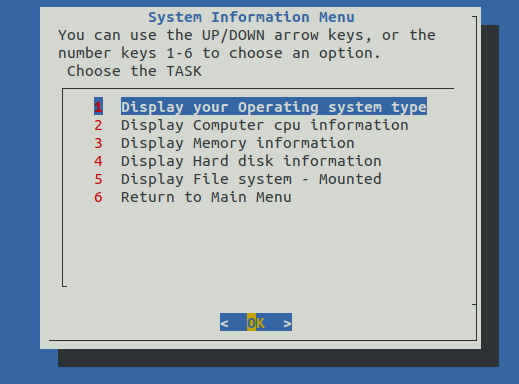 System Information Menu
You can use the UP/DOWN arrow keys, or the
number keys 1-6 to choose an option.
Choose the TASK
1 Display your Operating system type
2 Display Computer cpu information
3 Display Memory information
4 Display Hard disk information
5 Display File system - Mounted
6 Return to Main Menu
< OK >